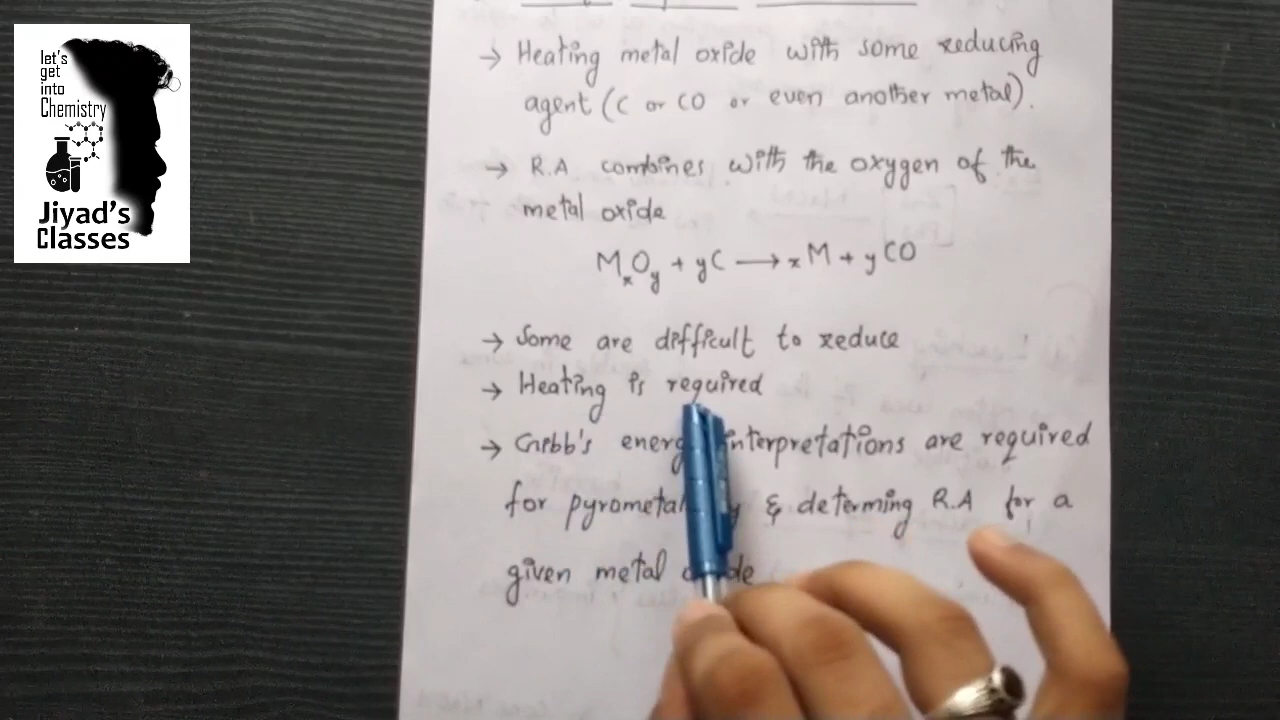 let's
get
into
Chemistry
Jiyad's
Classes
→ Heating metal oxide with some reducing
agent (C or CO or even another metal).
→ R.A combines with the oxygen of the
metal oxide
MxOy + yC ⟶ xM + yCO
→ Some are difficult to reduce
→ Heating is required
→ Gibb's energy interpretations are required
for & determing R.A for a
given metal oxide